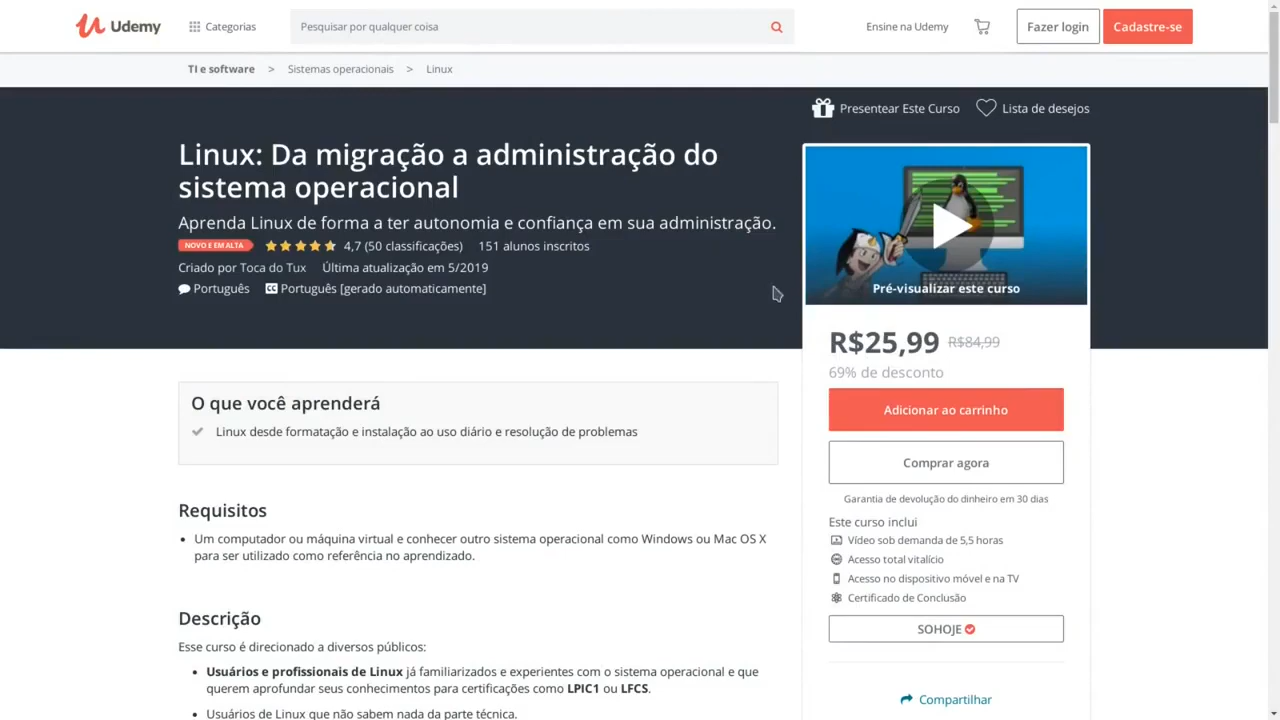 Udemy
Categorias
Pesquisar por qualquer coisa
Ensine na Udemy
Fazer login
Cadastre-se
TI e software > Sistemas operacionais > Linux
Presentear Este Curso
Lista de desejos
Linux: Da migração a administração do
sistema operacional
Aprenda Linux de forma a ter autonomia e confiança em sua administração.
NOVO E EM ALTA 4,7 (50 classificações) 151 alunos inscritos
Criado por Toca do Tux Última atualização em 5/2019
Português CC Português [gerado automaticamente]
Pré-visualizar este curso
R$25,99 R$84,99
69% de desconto
Adicionar ao carrinho
Comprar agora
Garantia de devolução do dinheiro em 30 dias
Este curso inclui
Vídeo sob demanda de 5,5 horas
Acesso total vitalício
Acesso no dispositivo móvel e na TV
Certificado de Conclusão
SOHOJE
Compartilhar
O que você aprenderá
Linux desde formatação e instalação ao uso diário e resolução de problemas
Requisitos
• Um computador ou máquina virtual e conhecer outro sistema operacional como Windows ou Mac OS X
para ser utilizado como referência no aprendizado.
Descrição
Esse curso é direcionado a diversos públicos:
• Usuários e profissionais de Linux já familiarizados e experientes com o sistema operacional e que
querem aprofundar seus conhecimentos para certificações como LPIC1 ou LFCS.
• Usuários de Linux que não sabem nada da parte técnica.